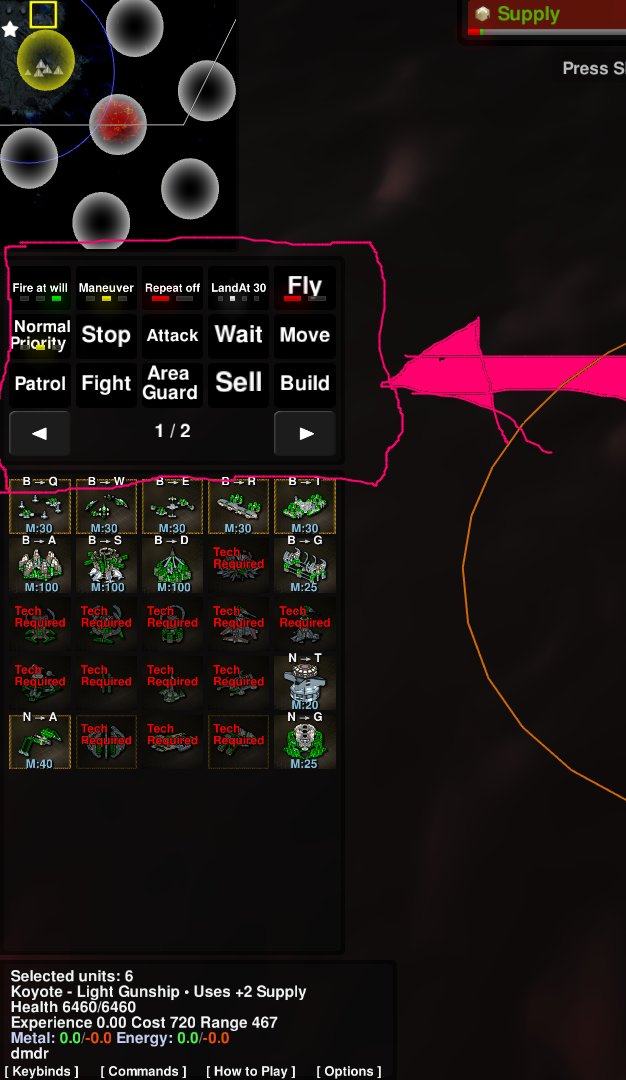 Supply
Press S
Fire at will Maneuver Repeat off LandAt 30 Fly
Normal Priority Stop Attack Wait Move
Patrol Fight Area Guard Sell Build
1 / 2
B → Q B → W B → E B → R B → T
M:30 M:30 M:30 M:30 M:30
B → A B → S B → D Tech Required B → G
M:100 M:100 M:100 M:25
Tech Required Tech Required Tech Required Tech Required Tech Required
Tech Required Tech Required Tech Required Tech Required N → T
M:20
N → A Tech Required Tech Required Tech Required N → G
M:40 M:25
Selected units: 6
Koyote - Light Gunship • Uses +2 Supply
Health 6460/6460
Experience 0.00 Cost 720 Range 467
Metal: 0.0/-0.0 Energy: 0.0/-0.0
dmdr
[ Keybinds ] [ Commands ] [ How to Play ] [ Options ]